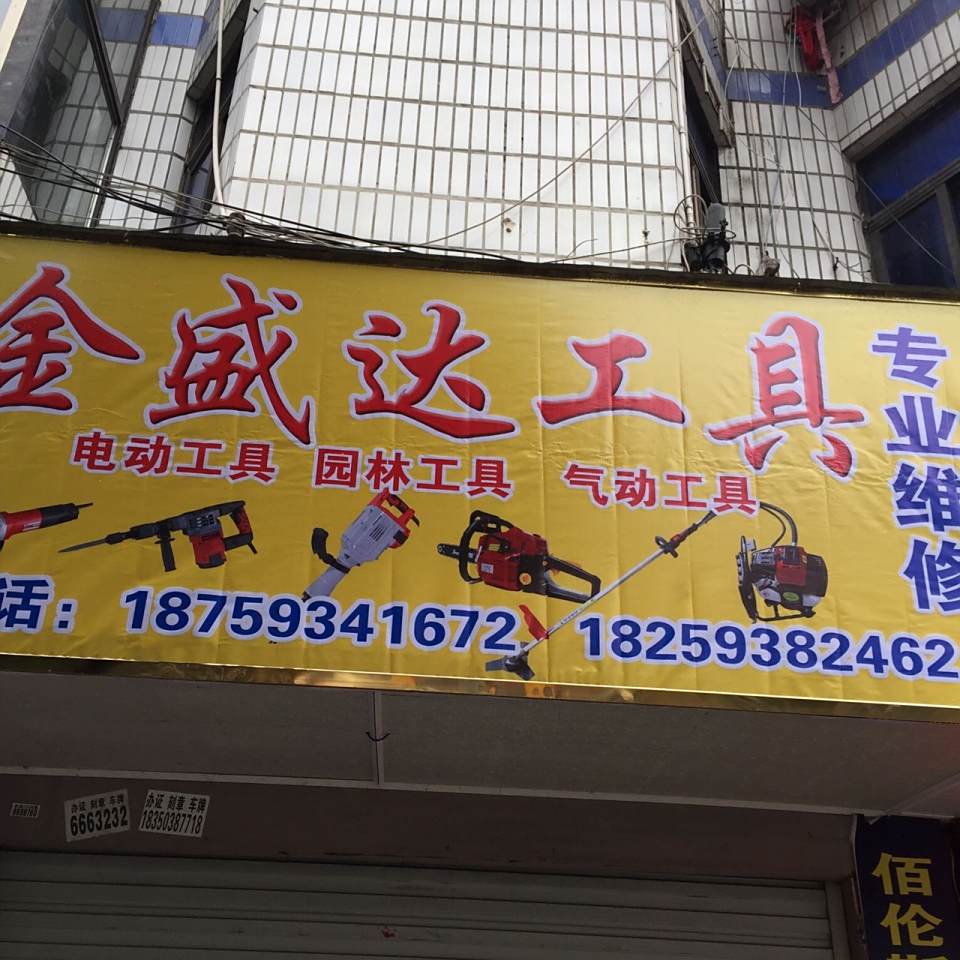 金盛达工具
专业维修
电动工具 园林工具 气动工具
话：18759341672 18259382462
办证 刻章 车牌
6663232
办证 刻章 车牌
18350387718
佰伦